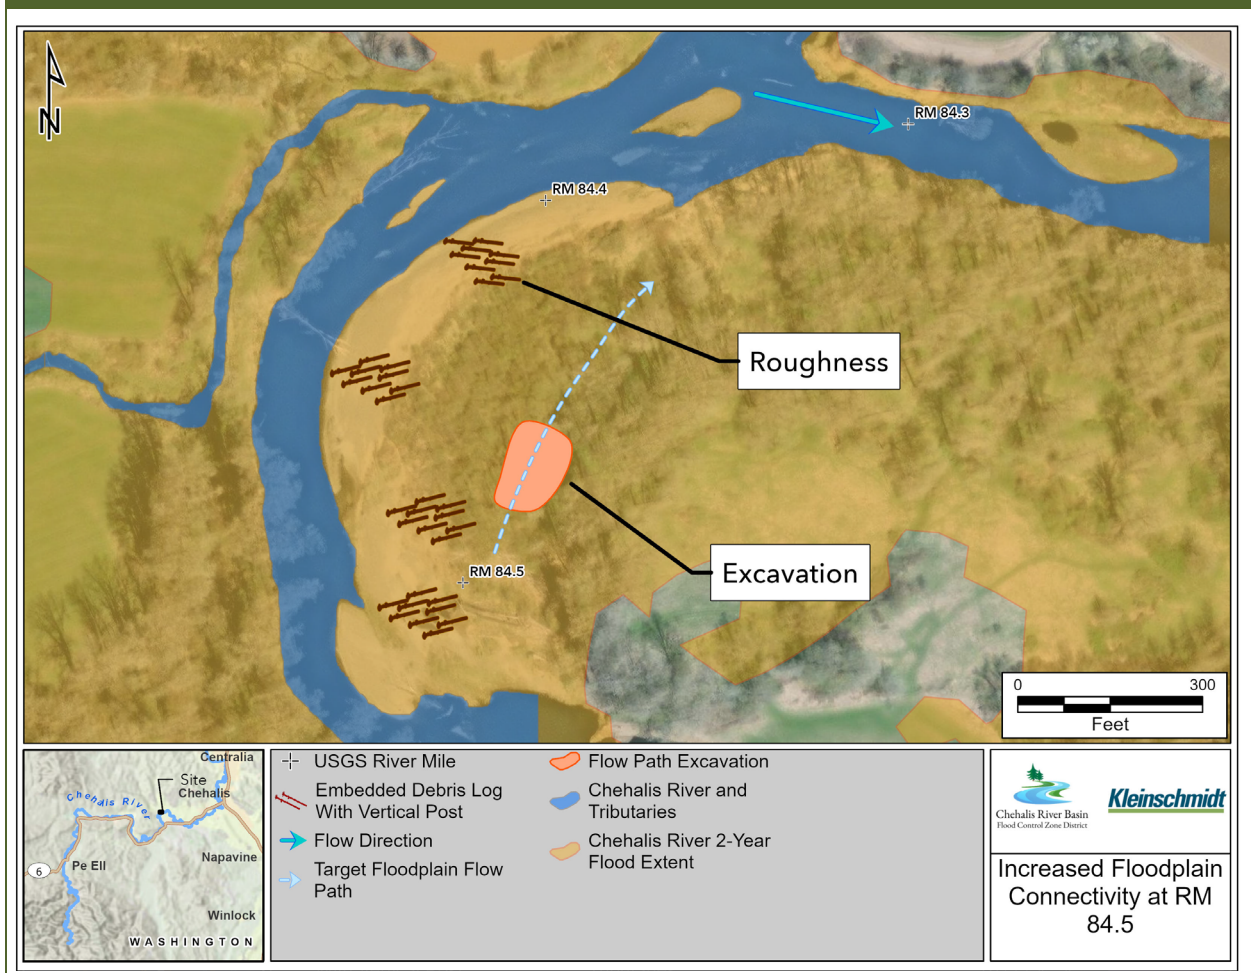 N
RM 84.3
RM 84.4
Roughness
Excavation
RM 84.5
0 300
Feet
Centralia
Site
Chehalis
Chehalis River
Napavine
Pe Ell
6
Winlock
WASHINGTON
USGS River Mile
Embedded Debris Log
With Vertical Post
Flow Direction
Target Floodplain Flow
Path
Flow Path Excavation
Chehalis River and
Tributaries
Chehalis River 2-Year
Flood Extent
Chehalis River Basin
Flood Control Zone District
Kleinschmidt
Increased Floodplain
Connectivity at RM
84.5